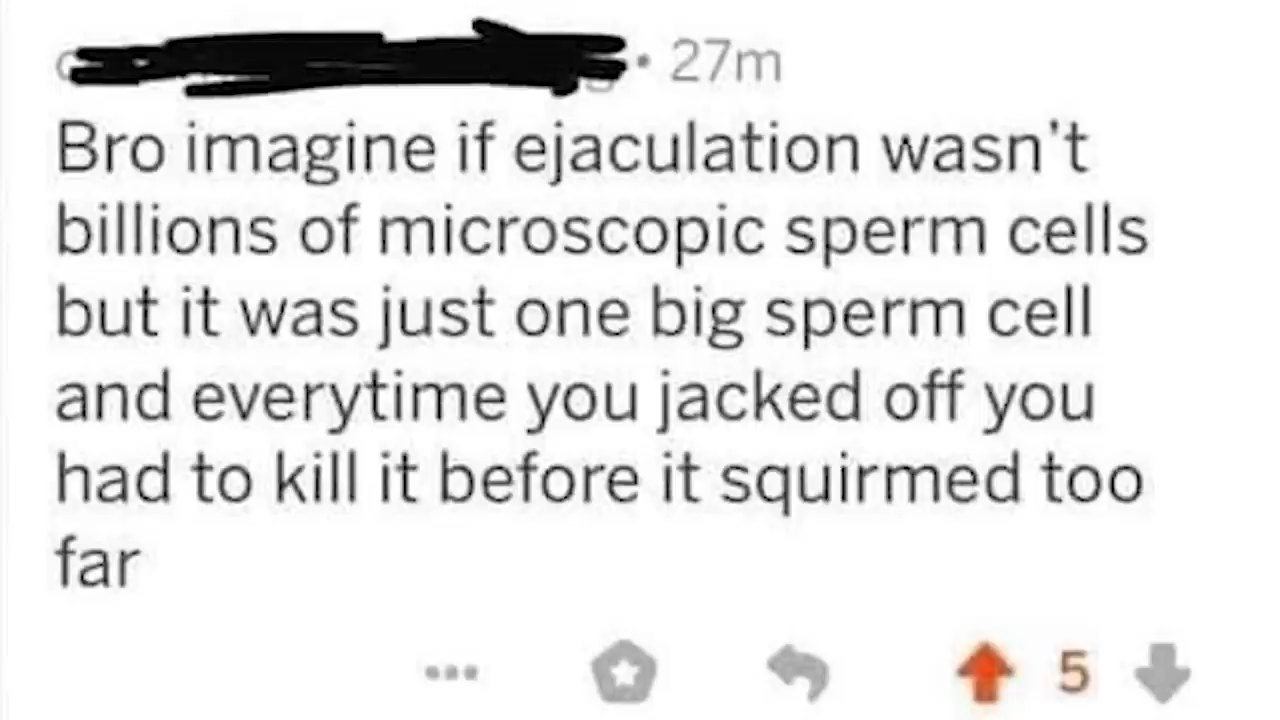 • 27m
Bro imagine if ejaculation wasn't
billions of microscopic sperm cells
but it was just one big sperm cell
and everytime you jacked off you
had to kill it before it squirmed too
far
5